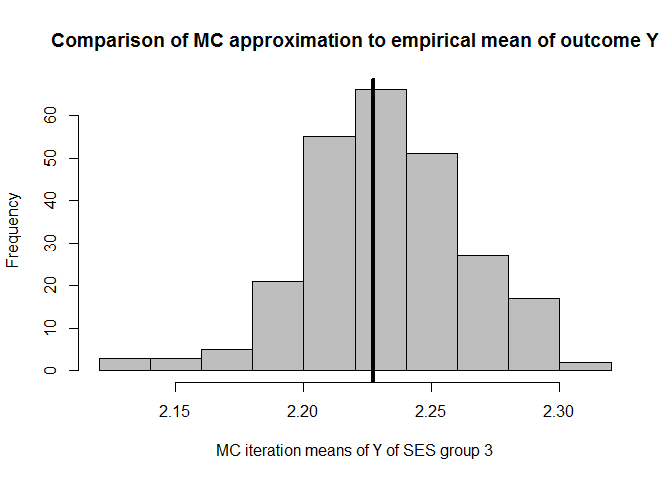 Comparison of MC approximation to empirical mean of outcome Y
Frequency
60
50
40
30
20
10
0
2.15 2.20 2.25 2.30
MC iteration means of Y of SES group 3